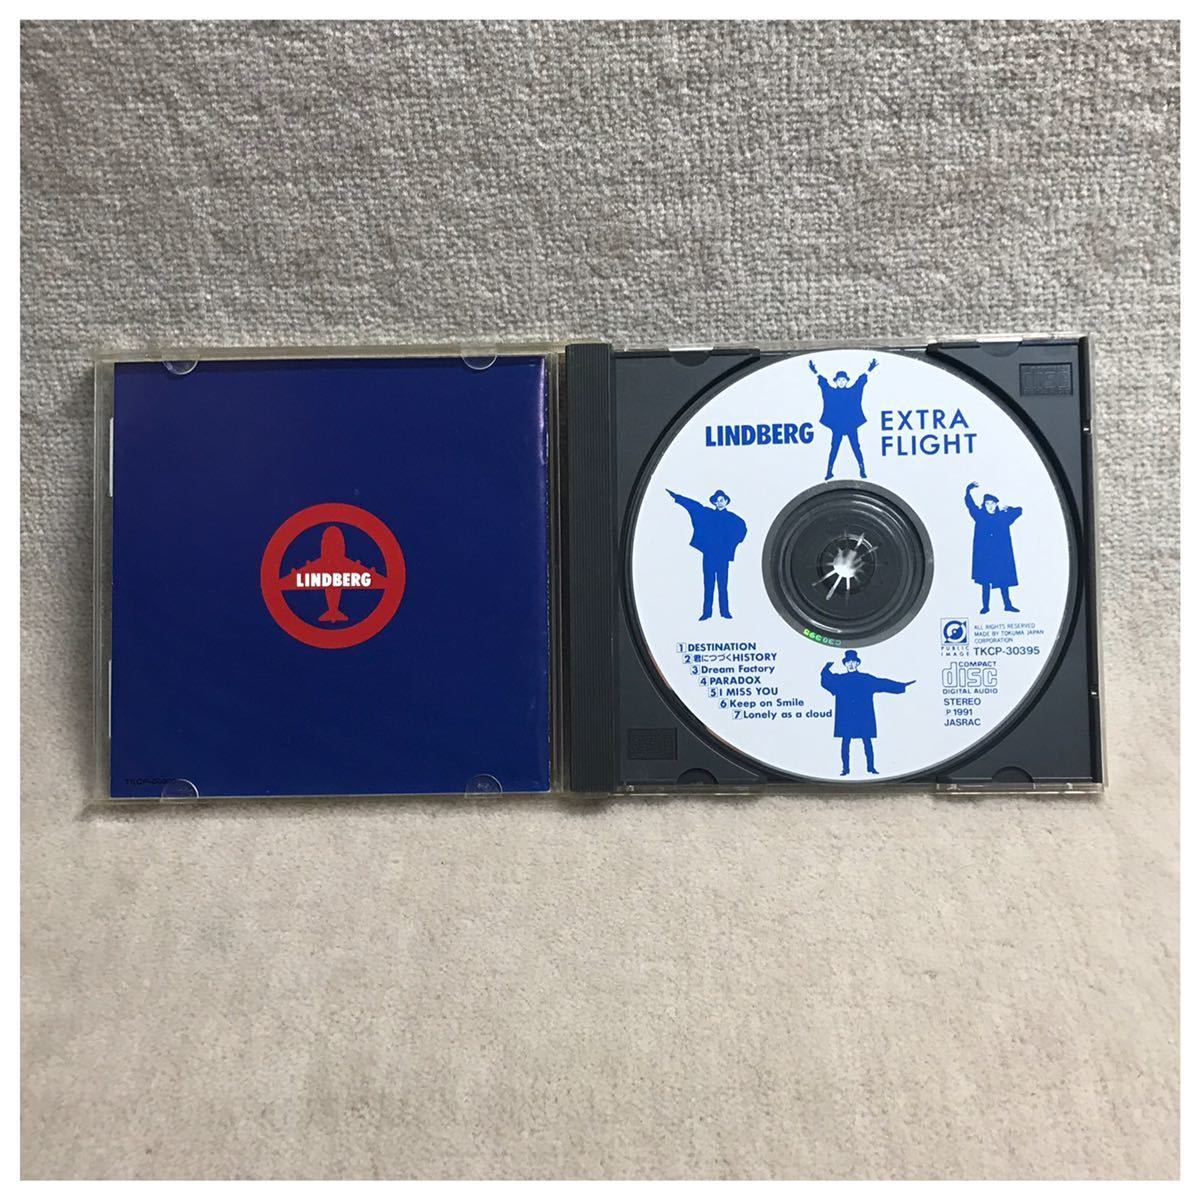 LINDBERG
LINDBERG
EXTRA
FLIGHT
1 DESTINATION
2 君につづくHISTORY
3 Dream Factory
4 PARADOX
5 I MISS YOU
6 Keep on Smile
7 Lonely as a cloud
PUBLIC
IMAGE
ALL RIGHTS RESERVED
MADE BY TOKUMA JAPAN
CORPORATION
TKCP-30395
COMPACT
disc
DIGITAL AUDIO
STEREO
P 1991
JASRAC